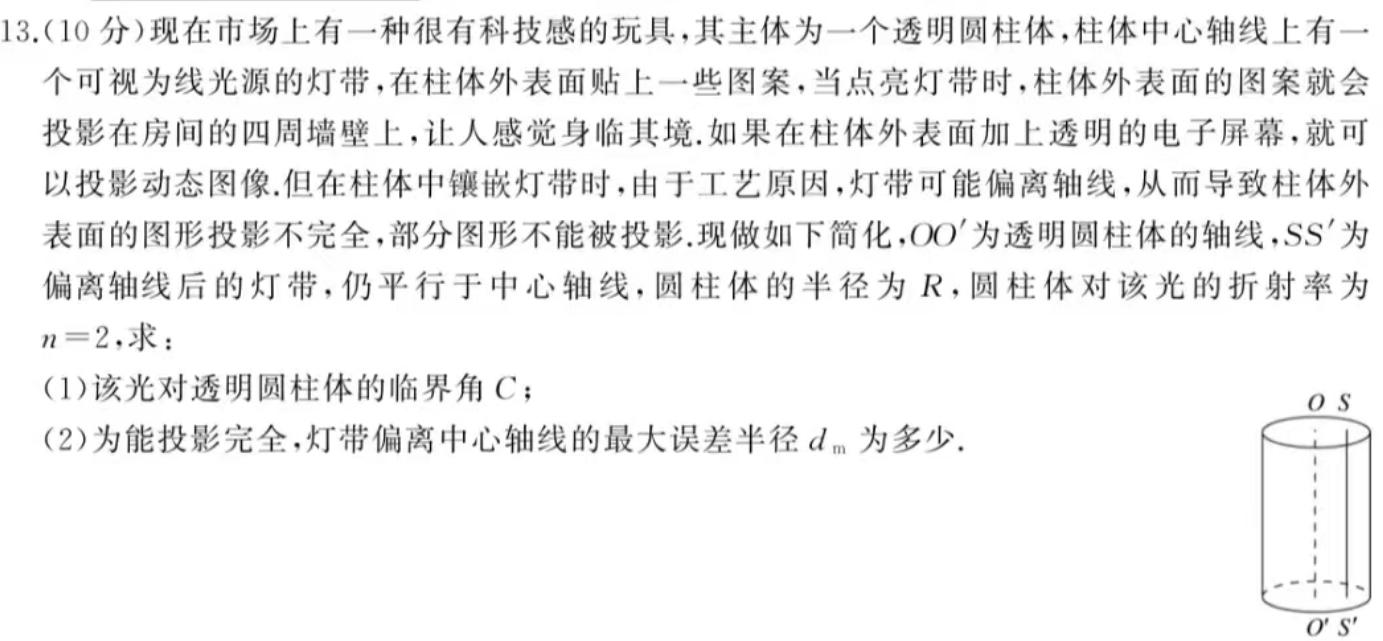 13.(10 分)现在市场上有一种很有科技感的玩具,其主体为一个透明圆柱体,柱体中心轴线上有一
个可视为线光源的灯带,在柱体外表面贴上一些图案,当点亮灯带时,柱体外表面的图案就会
投影在房间的四周墙壁上,让人感觉身临其境.如果在柱体外表面加上透明的电子屏幕,就可
以投影动态图像.但在柱体中镶嵌灯带时,由于工艺原因,灯带可能偏离轴线,从而导致柱体外
表面的图形投影不完全,部分图形不能被投影.现做如下简化,OO′为透明圆柱体的轴线,SS′为
偏离轴线后的灯带,仍平行于中心轴线,圆柱体的半径为 R,圆柱体对该光的折射率为
n=2,求:
(1)该光对透明圆柱体的临界角 C;
(2)为能投影完全,灯带偏离中心轴线的最大误差半径 dₘ 为多少.
O S
O′ S′